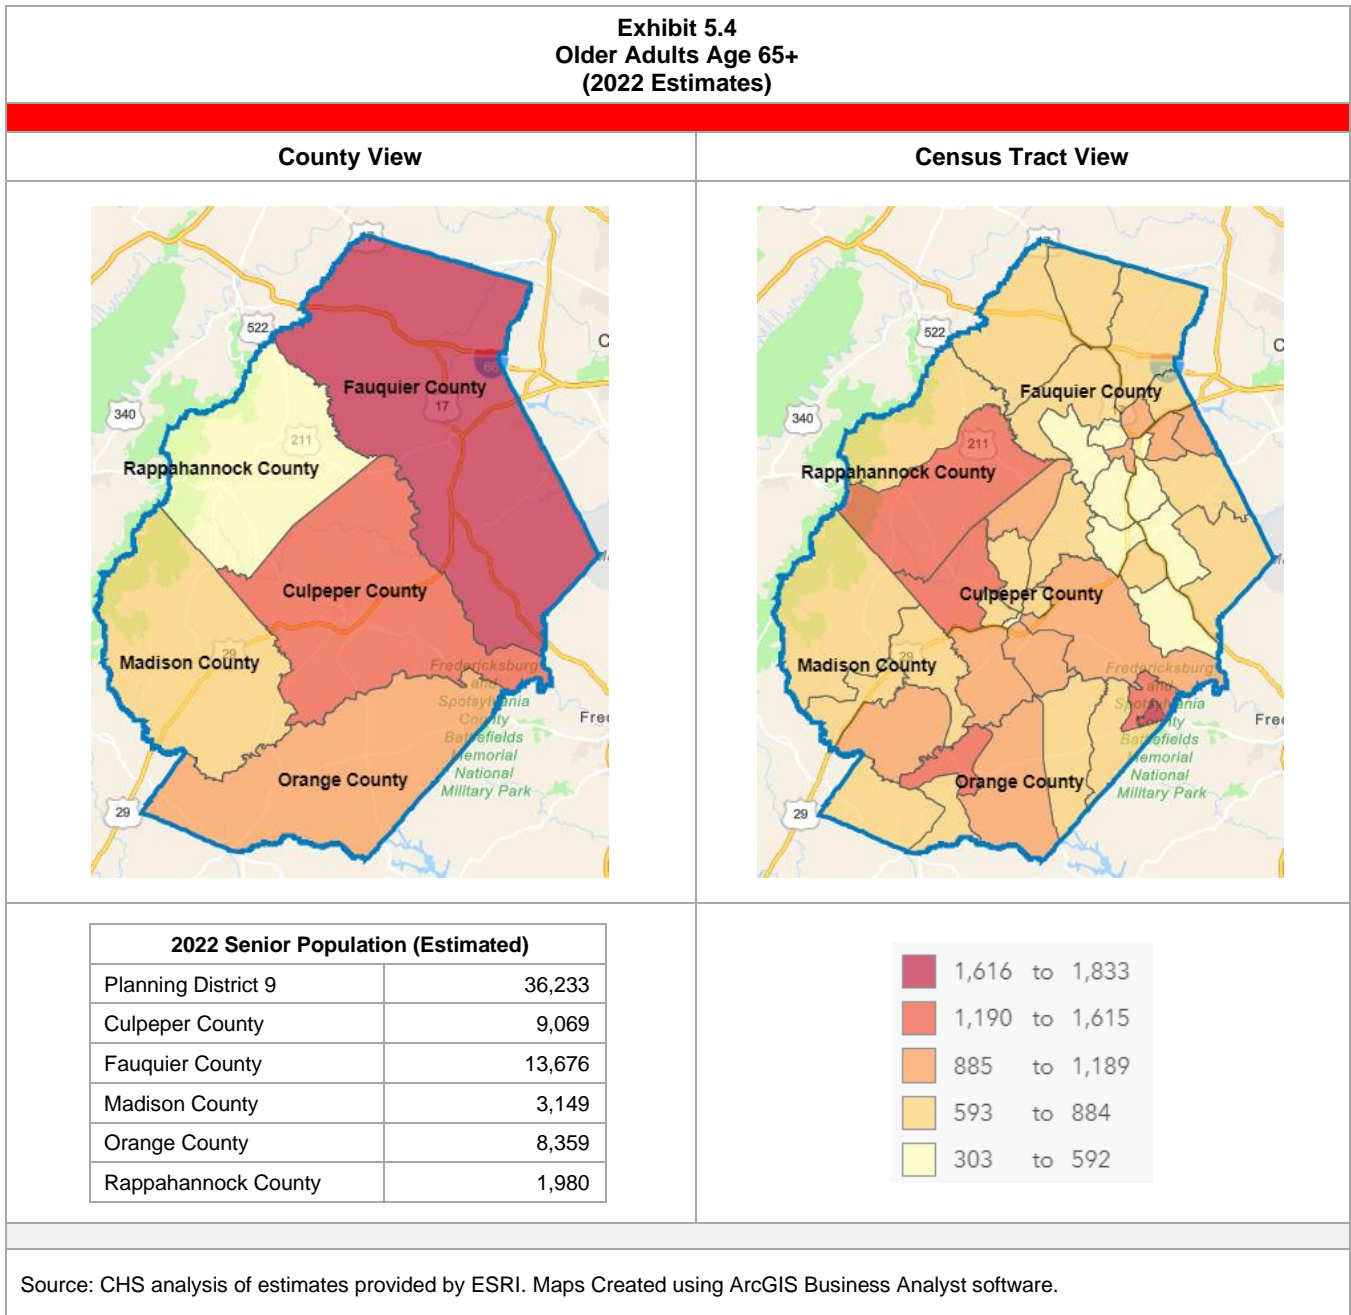 Exhibit 5.4
Older Adults Age 65+
(2022 Estimates)
County View
Census Tract View
17
522
340
Fauquier County
66
17
211
Rappahannock County
Culpeper County
Madison County
29
Fredericksburg
and
Spotsylvania
County
Battlefields
Memorial
National
Military Park
Fre
Orange County
29
C
17
522
340
Fauquier County
211
Rappahannock County
Culpeper County
Madison County
29
Fredericksburg
and
Spotsylvania
County
Battlefields
Memorial
National
Military Park
Fre
Orange County
29
C
2022 Senior Population (Estimated)
Planning District 9 36,233
Culpeper County 9,069
Fauquier County 13,676
Madison County 3,149
Orange County 8,359
Rappahannock County 1,980
1,616 to 1,833
1,190 to 1,615
885 to 1,189
593 to 884
303 to 592
Source: CHS analysis of estimates provided by ESRI. Maps Created using ArcGIS Business Analyst software.